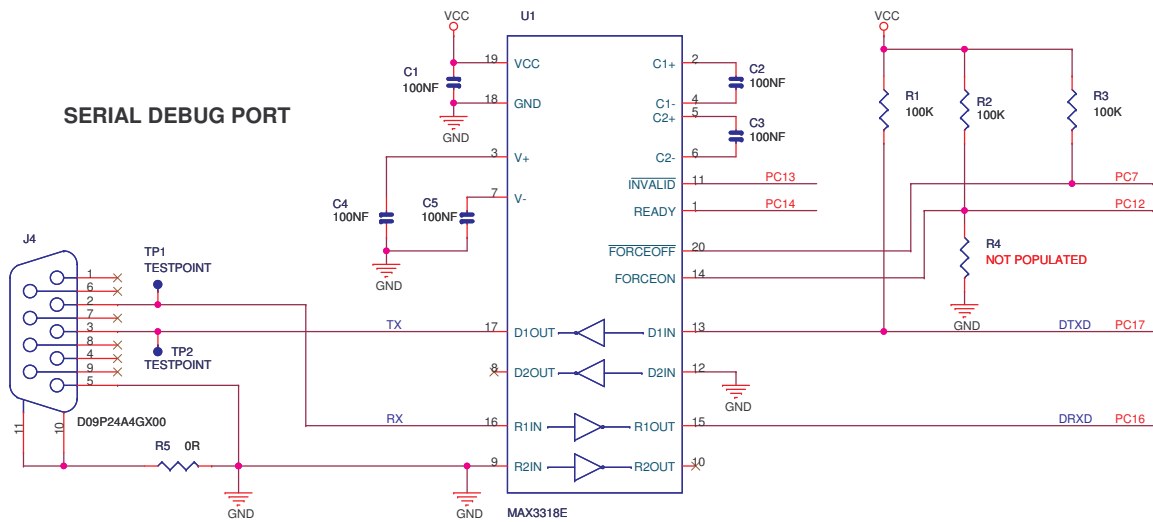 VCC
U1
VCC
SERIAL DEBUG PORT
C1
100NF
GND
19
VCC
18
GND
3
V+
7
V-
C4
100NF
C5
100NF
GND
C1+
2
C1-
4
C2+
5
C2-
6
C2
100NF
C3
100NF
INVALID
11
PC13
READY
1
PC14
FORCEOFF
20
FORCEON
14
R1
100K
R2
100K
R3
100K
PC7
PC12
R4
NOT POPULATED
GND
J4
TP1
TESTPOINT
1
6
2
7
3
8
4
9
5
TP2
TESTPOINT
D09P24A4GX00
11
10
R5
0R
GND
GND
TX
17
D1OUT
D1IN
13
DTXD
PC17
8
D2OUT
D2IN
12
GND
RX
16
R1IN
R1OUT
15
DRXD
PC16
9
R2IN
R2OUT
10
MAX3318E